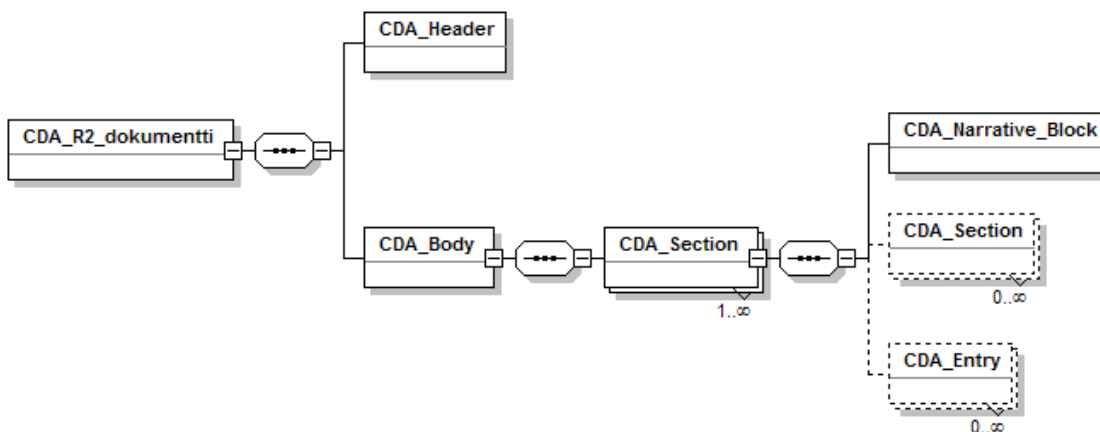 CDA_Header
CDA_R2_dokumentti
CDA_Narrative_Block
CDA_Body
CDA_Section
1..∞
CDA_Section
0..∞
CDA_Entry
0..∞